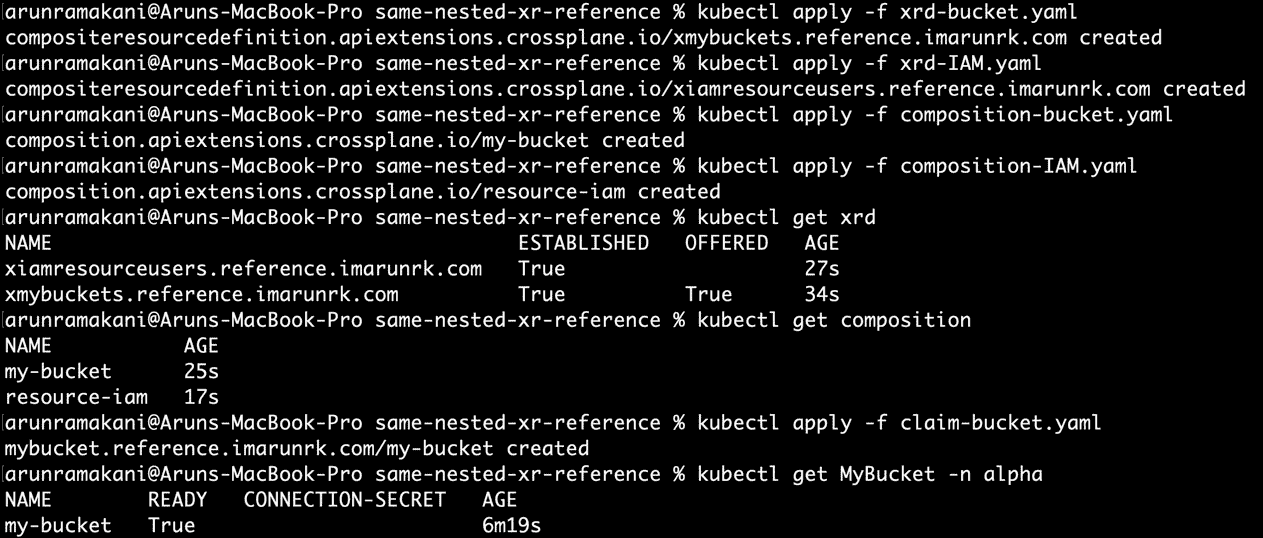 arunramakani@Aruns-MacBook-Pro same-nested-xr-reference % kubectl apply -f xrd-bucket.yaml
compositeresourcedefinition.apiextensions.crossplane.io/xmybuckets.reference.imarunrk.com created
arunramakani@Aruns-MacBook-Pro same-nested-xr-reference % kubectl apply -f xrd-IAM.yaml
compositeresourcedefinition.apiextensions.crossplane.io/xiamresourceusers.reference.imarunrk.com created
arunramakani@Aruns-MacBook-Pro same-nested-xr-reference % kubectl apply -f composition-bucket.yaml
composition.apiextensions.crossplane.io/my-bucket created
arunramakani@Aruns-MacBook-Pro same-nested-xr-reference % kubectl apply -f composition-IAM.yaml
composition.apiextensions.crossplane.io/resource-iam created
arunramakani@Aruns-MacBook-Pro same-nested-xr-reference % kubectl get xrd
NAME ESTABLISHED OFFERED AGE
xiamresourceusers.reference.imarunrk.com True 27s
xmybuckets.reference.imarunrk.com True True 34s
arunramakani@Aruns-MacBook-Pro same-nested-xr-reference % kubectl get composition
NAME AGE
my-bucket 25s
resource-iam 17s
arunramakani@Aruns-MacBook-Pro same-nested-xr-reference % kubectl apply -f claim-bucket.yaml
mybucket.reference.imarunrk.com/my-bucket created
arunramakani@Aruns-MacBook-Pro same-nested-xr-reference % kubectl get MyBucket -n alpha
NAME READY CONNECTION-SECRET AGE
my-bucket True 6m19s